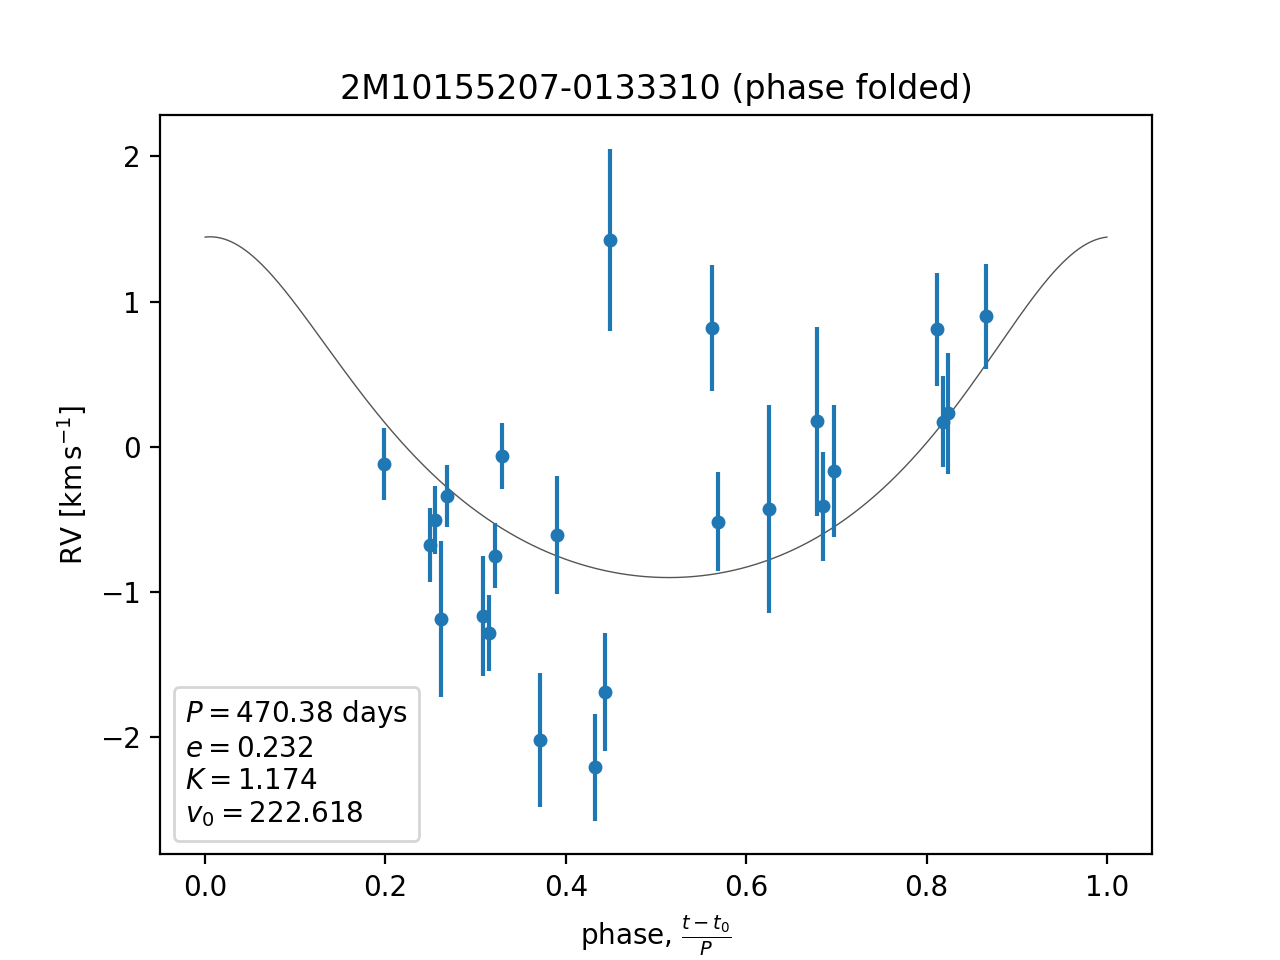 2M10155207-0133310 (phase folded)
2
1
0
−1
−2
RV [km s⁻¹]
P = 470.38 days
e = 0.232
K = 1.174
v₀ = 222.618
0.0 0.2 0.4 0.6 0.8 1.0
phase, (t − t₀)/P